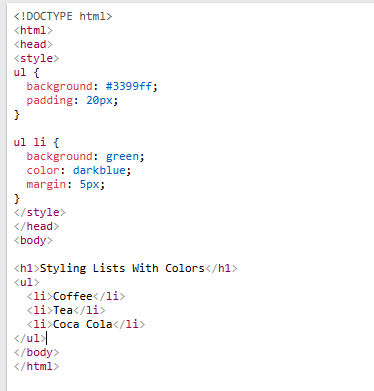 <!DOCTYPE html>
<html>
<head>
<style>
ul {
  background: #3399ff;
  padding: 20px;
}

ul li {
  background: green;
  color: darkblue;
  margin: 5px;
}
</style>
</head>
<body>

<h1>Styling Lists With Colors</h1>
<ul>
  <li>Coffee</li>
  <li>Tea</li>
  <li>Coca Cola</li>
</ul>
</body>
</html>